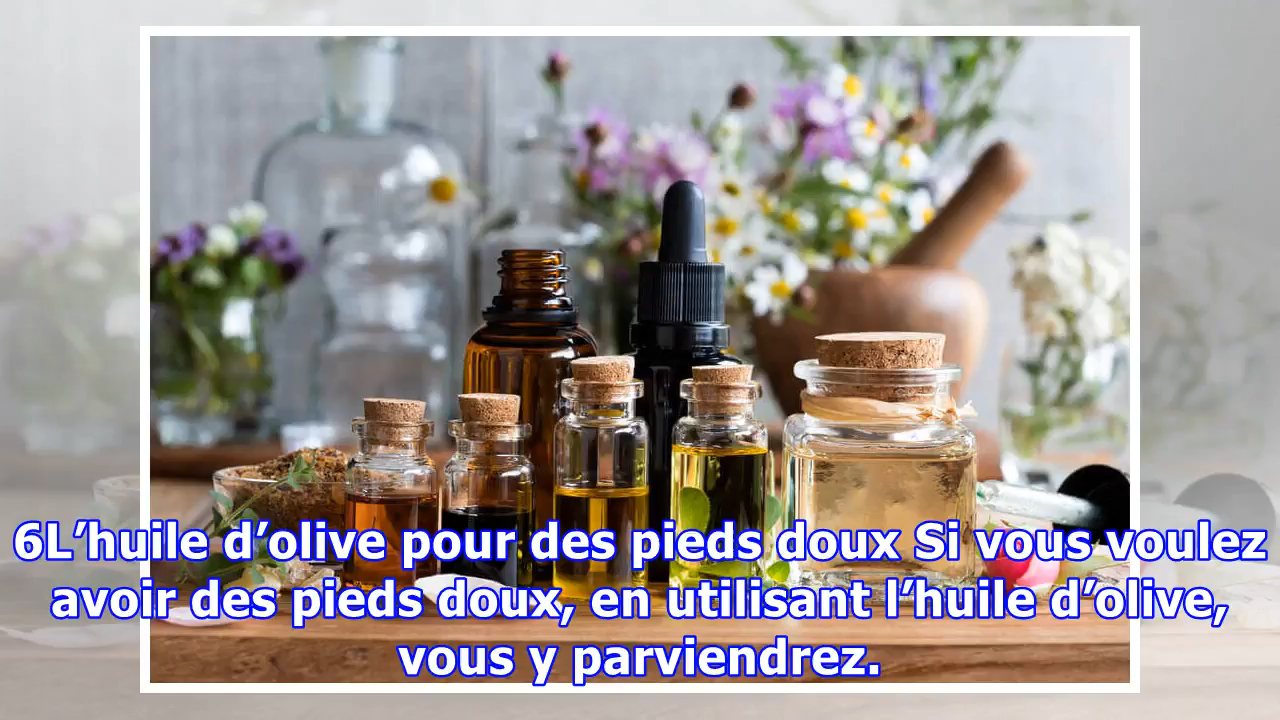 6L’huile d’olive pour des pieds doux Si vous voulez
avoir des pieds doux, en utilisant l’huile d’olive,
vous y parviendrez.